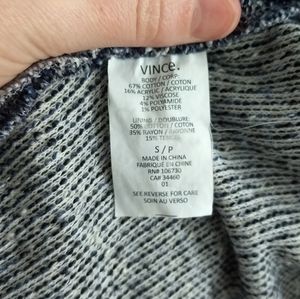 VINCE.
BODY / CORP:
67% COTTON / COTON
16% ACRYLIC / ACRYLIQUE
12% VISCOSE
4% POLYAMIDE
1% POLYESTER
LINING / DOUBLURE:
50% COTTON / COTON
35% RAYON / RAYONNE
15% TENCEL
S / P
MADE IN CHINA
FABRIQUÉ EN CHINE
RN# 106730
CA# 34460
01
SEE REVERSE FOR CARE
SOIN AU VERSO